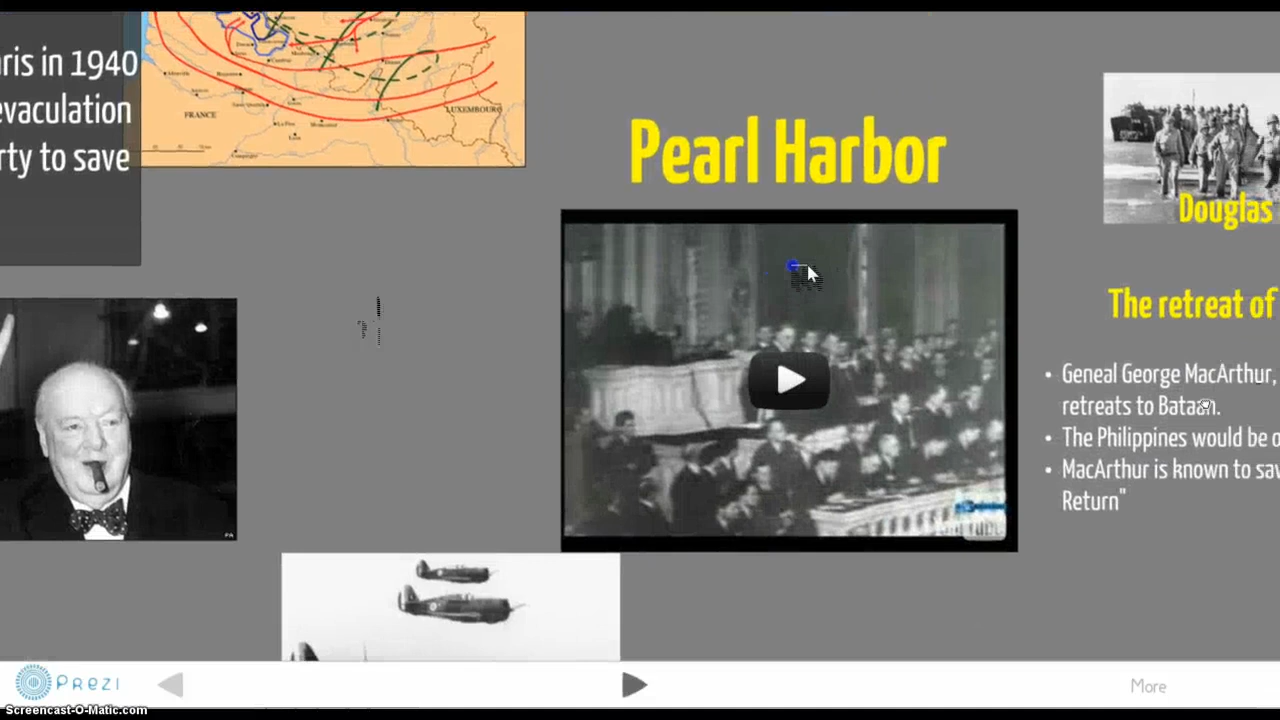 aris in 1940
evaculation
rty to save
FRANCE
LUXEMBOURG
Pearl Harbor
Douglas
The retreat of
• Geneal George MacArthur,
retreats to Bataan.
• The Philippines would be o
• MacArthur is known to say
Return"
PREZI
More
Screencast-O-Matic.com